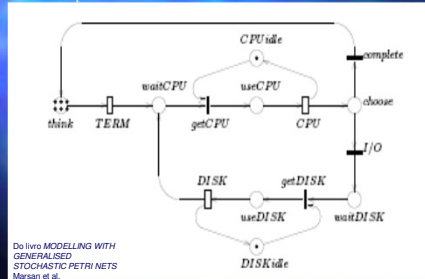 CPUidle
complete
waitCPU
useCPU
think
TERM
getCPU
CPU
choose
I/O
DISK
getDISK
useDISK
waitDISK
DISKidle
Do livro MODELLING WITH
GENERALISED
STOCHASTIC PETRI NETS
Marsan et al.